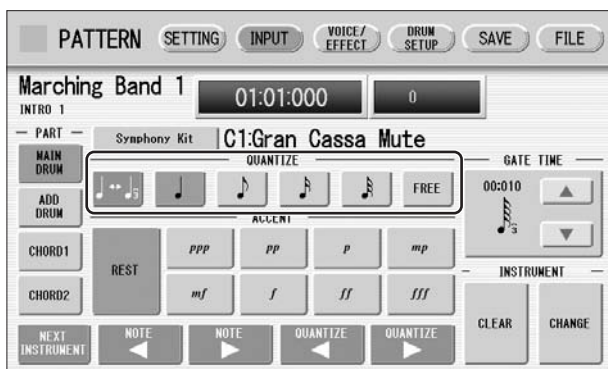 PATTERN SETTING INPUT VOICE/ EFFECT DRUM SETUP SAVE FILE
Marching Band 1 01:01:000 0
INTRO 1
PART
Symphony Kit C1:Gran Cassa Mute
MAIN DRUM QUANTIZE GATE TIME
3 FREE 00:010
ADD DRUM ACCENT 3
CHORD1 REST ppp pp p mp
INSTRUMENT
CHORD2 mf f ff fff
CLEAR CHANGE
NEXT INSTRUMENT NOTE NOTE QUANTIZE QUANTIZE